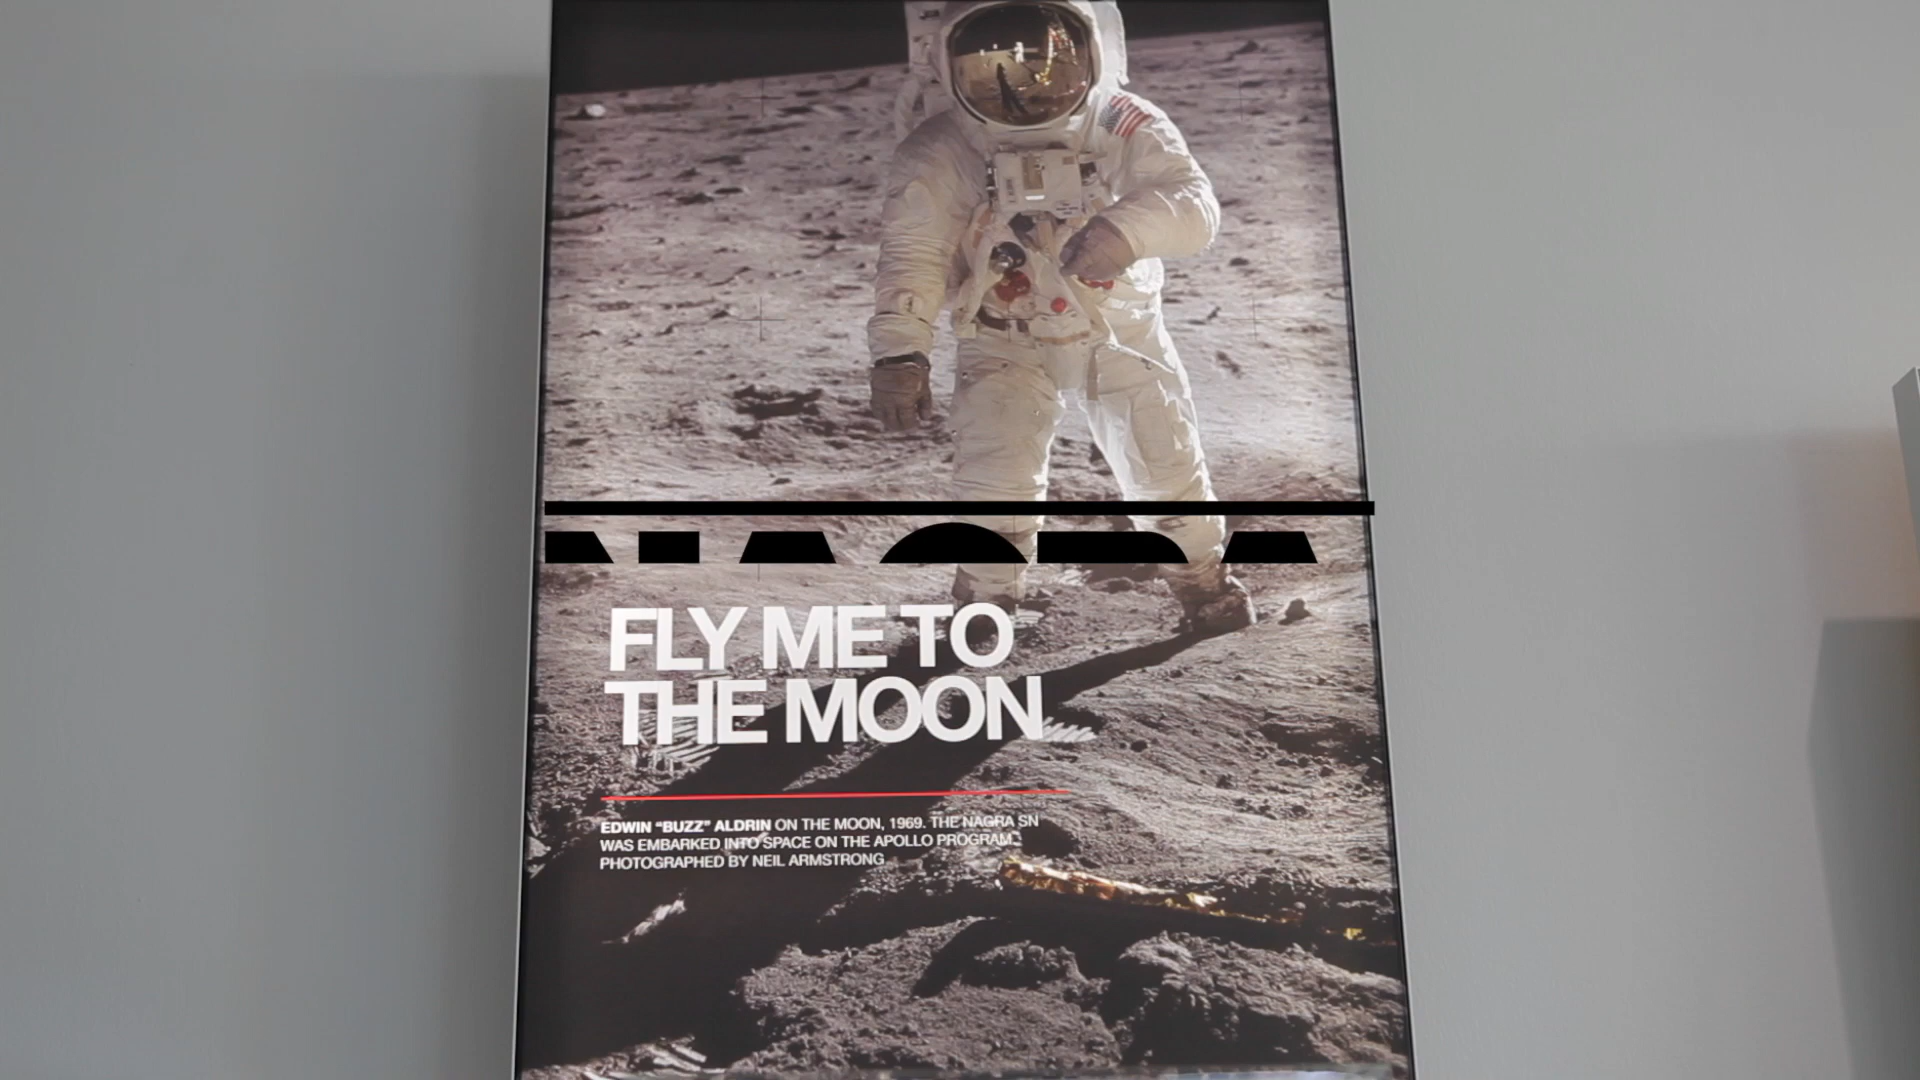 FLY ME TO
THE MOON
EDWIN “BUZZ” ALDRIN ON THE MOON, 1969. THE NAGRA SN
WAS EMBARKED INTO SPACE ON THE APOLLO PROGRAM.
PHOTOGRAPHED BY NEIL ARMSTRONG